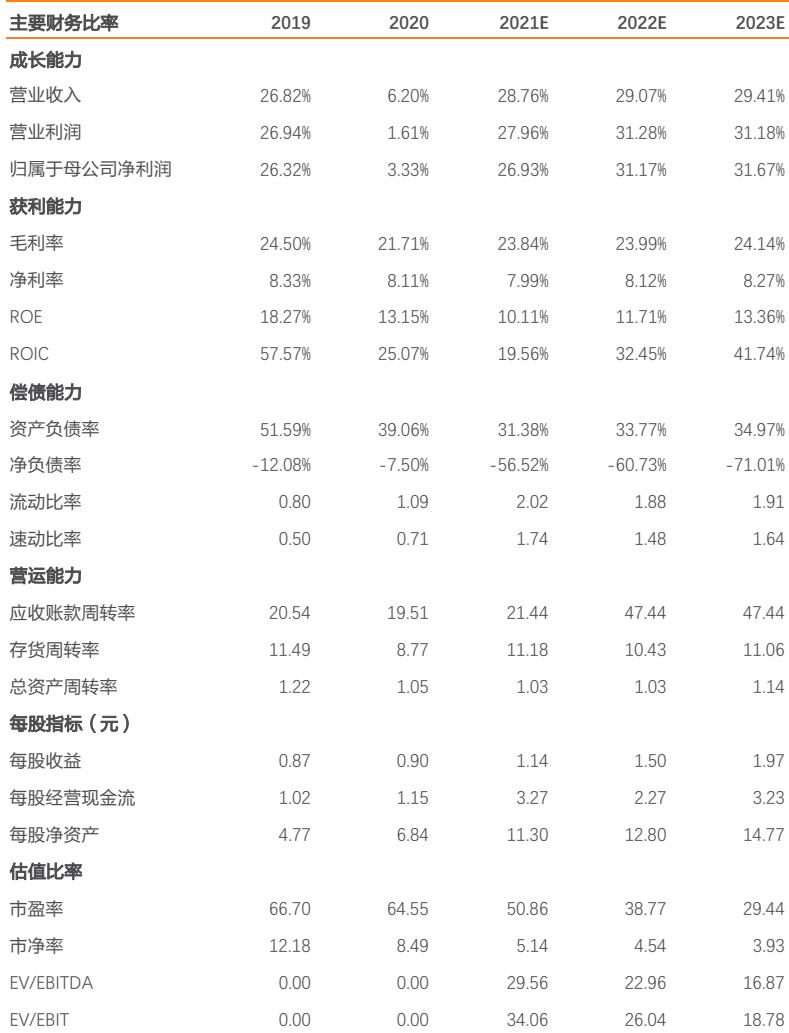 主要财务比率 2019 2020 2021E 2022E 2023E
成长能力
营业收入 26.82% 6.20% 28.76% 29.07% 29.41%
营业利润 26.94% 1.61% 27.96% 31.28% 31.18%
归属于母公司净利润 26.32% 3.33% 26.93% 31.17% 31.67%
获利能力
毛利率 24.50% 21.71% 23.84% 23.99% 24.14%
净利率 8.33% 8.11% 7.99% 8.12% 8.27%
ROE 18.27% 13.15% 10.11% 11.71% 13.36%
ROIC 57.57% 25.07% 19.56% 32.45% 41.74%
偿债能力
资产负债率 51.59% 39.06% 31.38% 33.77% 34.97%
净负债率 -12.08% -7.50% -56.52% -60.73% -71.01%
流动比率 0.80 1.09 2.02 1.88 1.91
速动比率 0.50 0.71 1.74 1.48 1.64
营运能力
应收账款周转率 20.54 19.51 21.44 47.44 47.44
存货周转率 11.49 8.77 11.18 10.43 11.06
总资产周转率 1.22 1.05 1.03 1.03 1.14
每股指标（元）
每股收益 0.87 0.90 1.14 1.50 1.97
每股经营现金流 1.02 1.15 3.27 2.27 3.23
每股净资产 4.77 6.84 11.30 12.80 14.77
估值比率
市盈率 66.70 64.55 50.86 38.77 29.44
市净率 12.18 8.49 5.14 4.54 3.93
EV/EBITDA 0.00 0.00 29.56 22.96 16.87
EV/EBIT 0.00 0.00 34.06 26.04 18.78